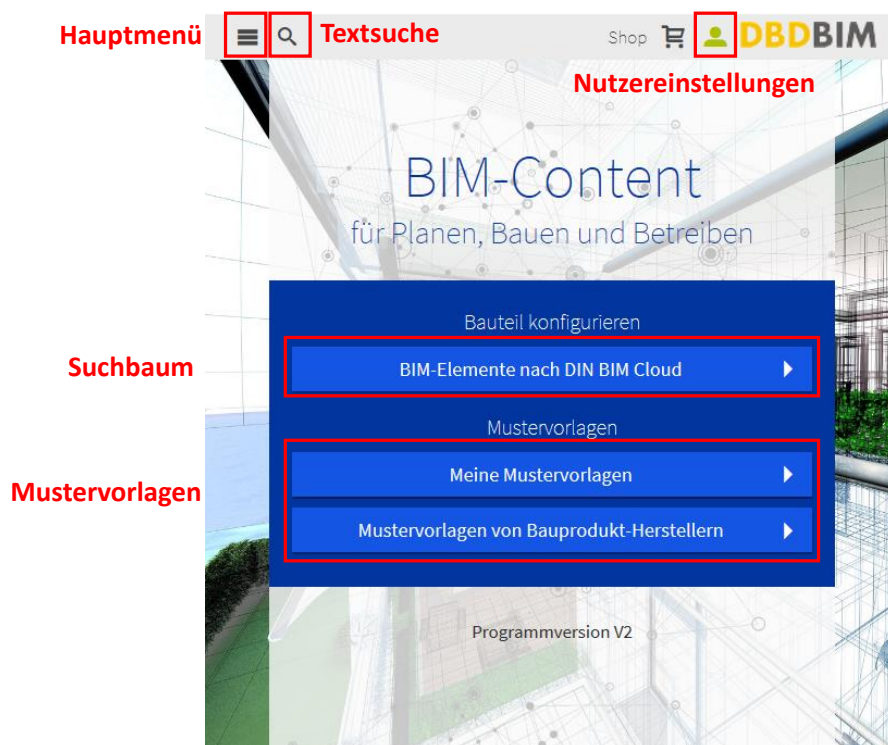 Hauptmenü
Textsuche
Shop
DBDBIM
Nutzereinstellungen
BIM-Content
für Planen, Bauen und Betreiben
Bauteil konfigurieren
Suchbaum
BIM-Elemente nach DIN BIM Cloud
Mustervorlagen
Meine Mustervorlagen
Mustervorlagen
Mustervorlagen von Bauprodukt-Herstellern
Programmversion V2